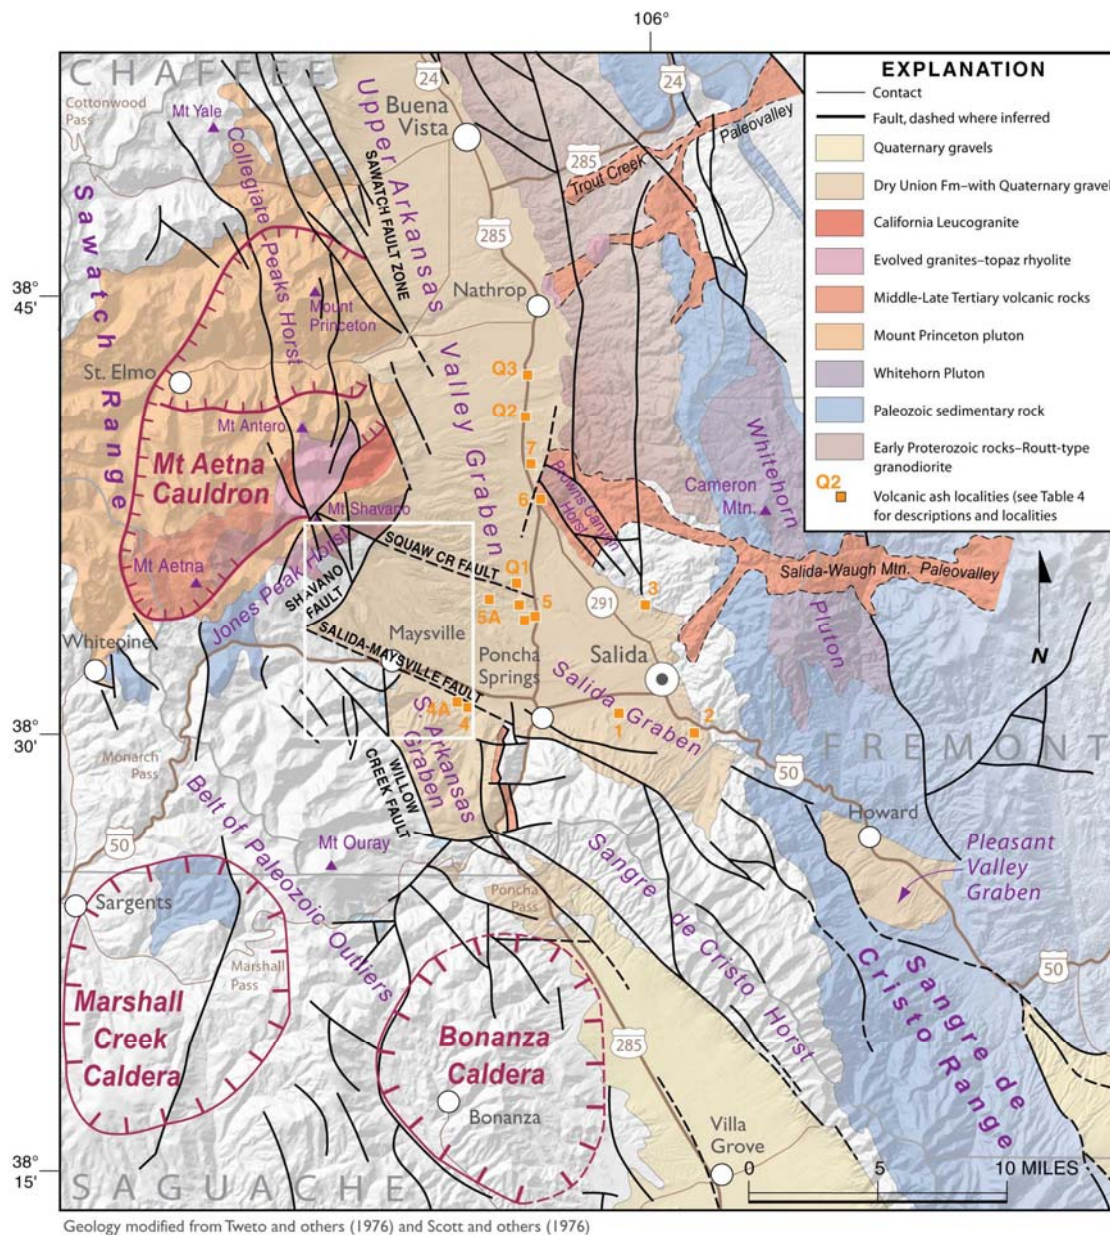 106°
CHAFFEE
Cottonwood
Pass
Mt Yale
24
Buena
Vista
24
285
Trout Creek
Paleovalley
EXPLANATION
Contact
Fault, dashed where inferred
Quaternary gravels
Dry Union Fm–with Quaternary gravel
California Leucogranite
Evolved granites–topaz rhyolite
Middle-Late Tertiary volcanic rocks
Mount Princeton pluton
Whitehorn Pluton
Paleozoic sedimentary rock
Early Proterozoic rocks–Routt-type
granodiorite
Q2
Volcanic ash localities (see Table 4
for descriptions and localities
Sawatch Range
Collegiate Peaks Horst
SAWATCH FAULT ZONE
Upper Arkansas
Valley Graben
285
38°
45'
Mount
Princeton
Nathrop
St. Elmo
Q3
Q2
Mt Antero
7
Mt Aetna
Cauldron
6
Browns Canyon
Horst
Cameron
Mtn.
Whitehorn
Pluton
Mt Shavano
SQUAW CR FAULT
Mt Aetna
Jones Peak Horst
SHAVANO
FAULT
Q1
5A
5
291
3
Salida-Waugh Mtn. Paleovalley
N
Whitepine
Maysville
SALIDA-MAYSVILLE FAULT
Poncha
Springs
Salida
Salida Graben
4A
4
1
2
38°
30'
S. Arkansas
Graben
WILLOW
CREEK FAULT
FREMONT
50
Monarch
Pass
Belt of Paleozoic Outliers
Howard
Pleasant
Valley
Graben
50
Mt Ouray
Sargents
Poncha
Pass
Sangre de Cristo Horst
Marshall
Pass
Sangre de
Cristo Range
50
Marshall
Creek
Caldera
Bonanza
Caldera
285
Bonanza
Villa
Grove
38°
15'
SAGUACHE
0 5 10 MILES
Geology modified from Tweto and others (1976) and Scott and others (1976)